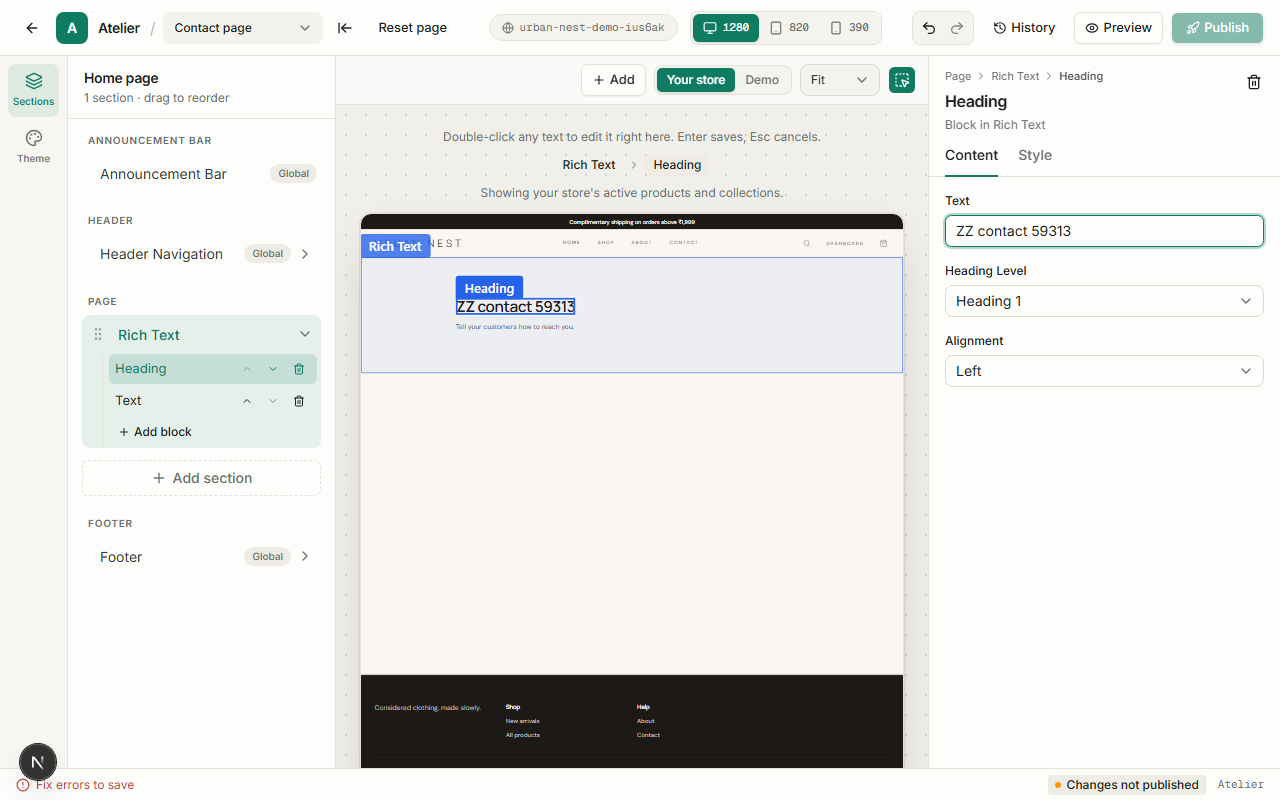 A Atelier / Contact page Reset page urban-nest-demo-ius6ak 1280 820 390 History Preview Publish
Sections
Theme
Home page
1 section · drag to reorder
ANNOUNCEMENT BAR
Announcement Bar Global
HEADER
Header Navigation Global
PAGE
Rich Text
Heading
Text
+ Add block
+ Add section
FOOTER
Footer Global
+ Add Your store Demo Fit
Double-click any text to edit it right here. Enter saves, Esc cancels.
Rich Text > Heading
Showing your store's active products and collections.
Complimentary shipping on orders above ₹1,999
Rich Text NEST HOME SHOP ABOUT CONTACT DASHBOARD
Heading
ZZ contact 59313
Tell your customers how to reach you.
Considered clothing, made slowly. Shop Help
New arrivals About
All products Contact
Page > Rich Text > Heading
Heading
Block in Rich Text
Content Style
Text
ZZ contact 59313
Heading Level
Heading 1
Alignment
Left
N
Fix errors to save Changes not published Atelier